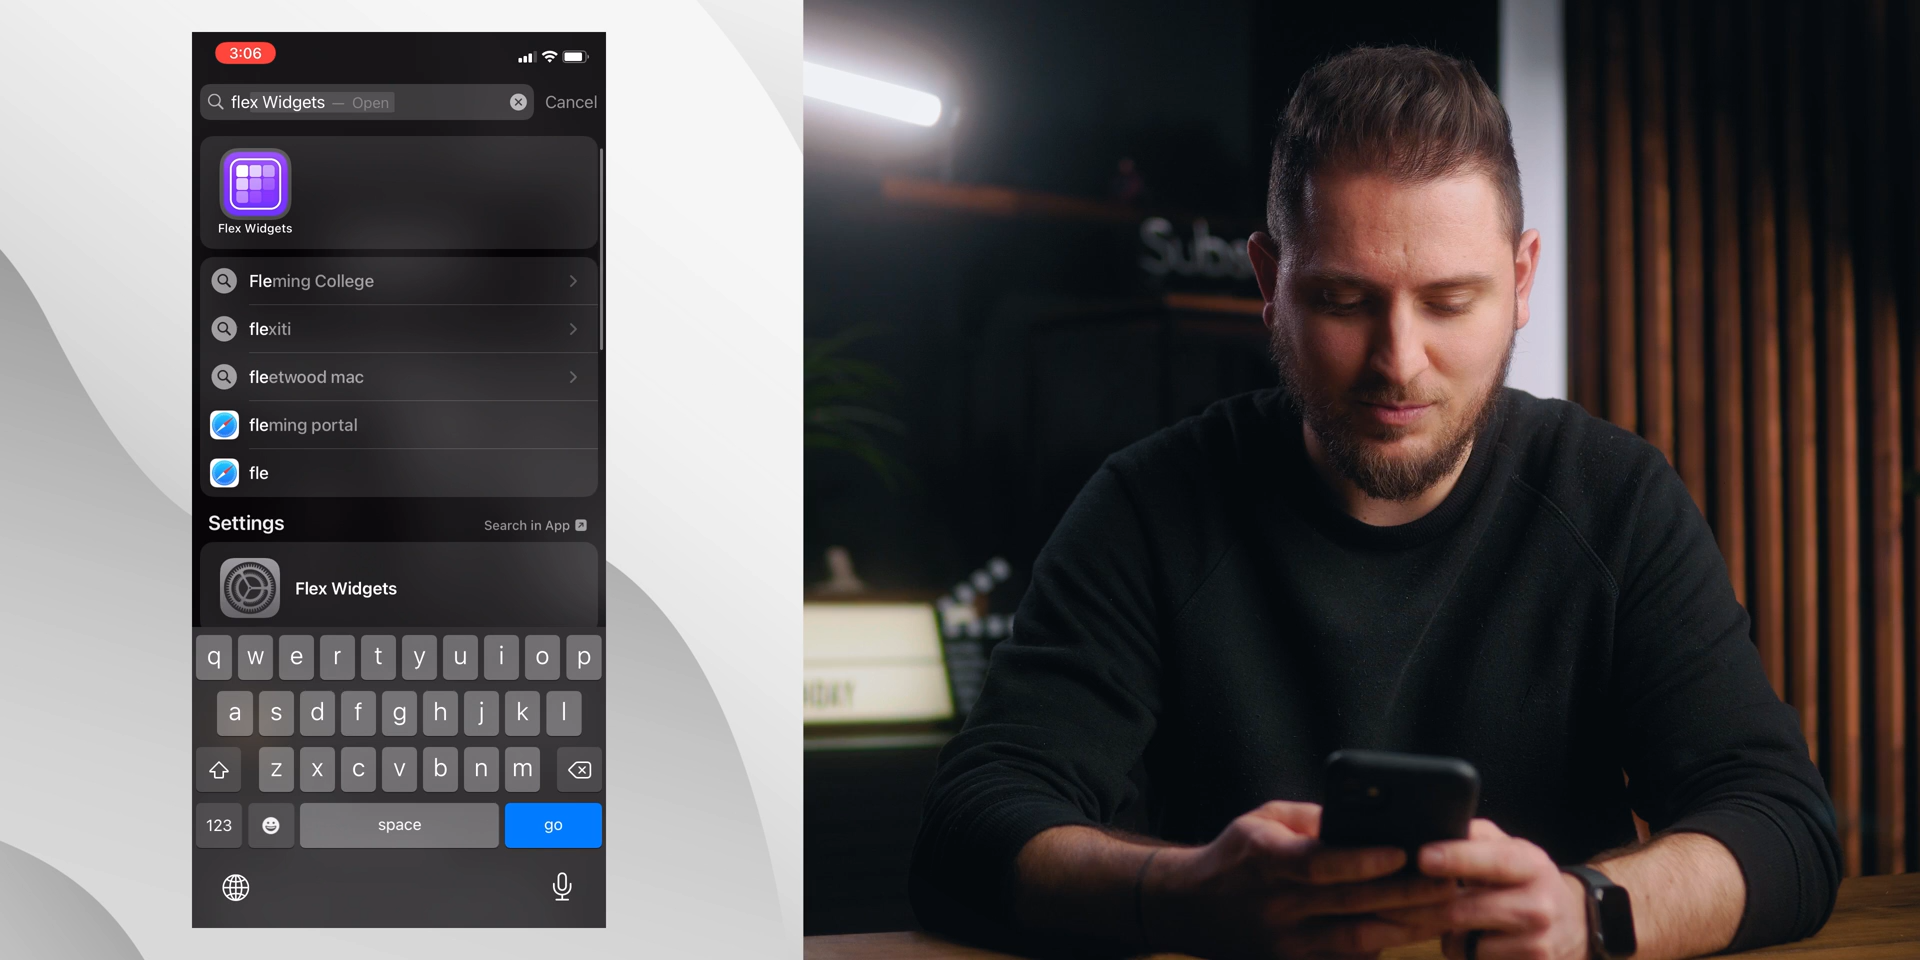 3:06
flex Widgets — Open
Cancel
Flex Widgets
Fleming College
flexiti
fleetwood mac
fleming portal
fle
Settings
Search in App
Flex Widgets
q w e r t y u i o p
a s d f g h j k l
z x c v b n m
123
space
go
Subs